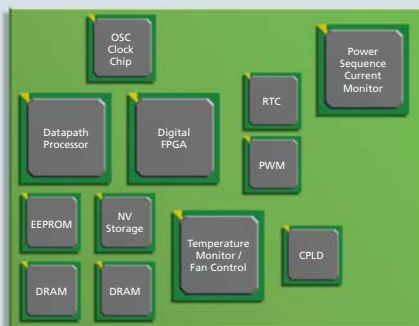 OSC
Clock
Chip
Power
Sequence
Current
Monitor
Datapath
Processor
Digital
FPGA
RTC
PWM
EEPROM
NV
Storage
Temperature
Monitor /
Fan Control
CPLD
DRAM
DRAM